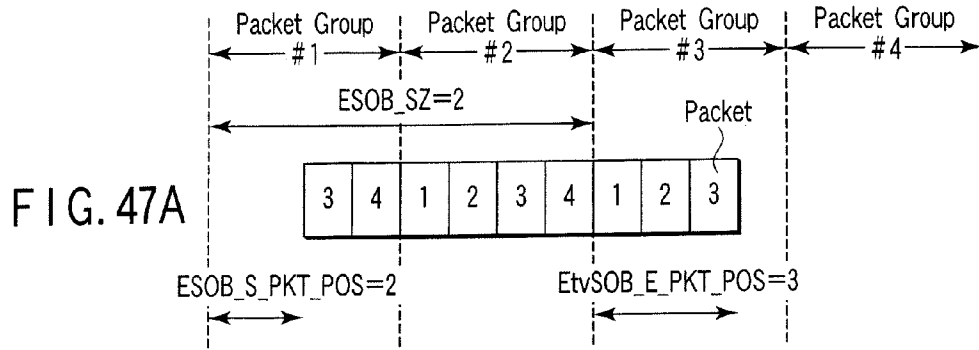 Packet Group Packet Group Packet Group Packet Group
#1 #2 #3 #4
ESOB_SZ=2
Packet
FIG. 47A
3 4 1 2 3 4 1 2 3
ESOB_S_PKT_POS=2 EtvSOB_E_PKT_POS=3